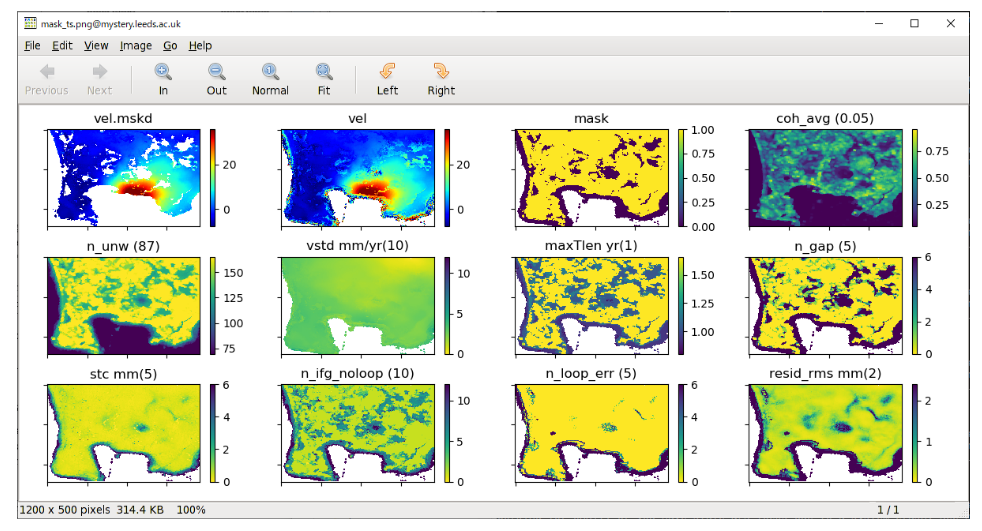 mask_ts.png@mystery.leeds.ac.uk
File Edit View Image Go Help
Previous Next In Out Normal Fit Left Right
vel.mskd vel mask coh_avg (0.05)
20 0
20 0
1.00 0.75 0.50 0.25 0.00
0.75 0.50 0.25
n_unw (87) vstd mm/yr(10) maxTlen yr(1) n_gap (5)
150 125 100 75
10 5 0
1.50 1.25 1.00
6 4 2 0
stc mm(5) n_ifg_noloop (10) n_loop_err (5) resid_rms mm(2)
6 4 2 0
10 5 0
6 4 2 0
2 1 0
1200 x 500 pixels 314.4 KB 100% 1 / 1